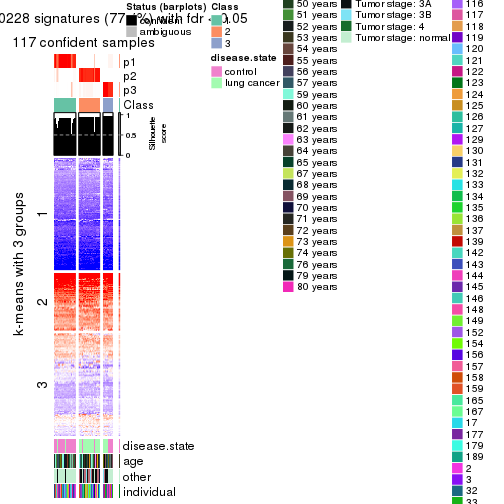 0228 signatures (77. %) with fdr < 0.05
117 confident samples
p1
p2
p3
Class
1
0.5
0
Silhouette
score
k-means with 3 groups
1
2
3
disease.state
age
other
individual
Status (barplots)
confident
ambiguous
Class
1
2
3
disease.state
control
lung cancer
50 years
51 years
52 years
53 years
54 years
55 years
56 years
57 years
59 years
60 years
61 years
62 years
63 years
64 years
65 years
67 years
68 years
69 years
70 years
71 years
72 years
73 years
74 years
76 years
79 years
80 years
Tumor stage: 3A
Tumor stage: 3B
Tumor stage: 4
Tumor stage: normal
116
117
118
119
120
121
122
123
124
125
126
127
129
130
131
132
133
134
135
136
137
139
142
143
144
145
146
148
149
152
154
156
157
158
159
165
167
17
177
179
189
2
3
32
33